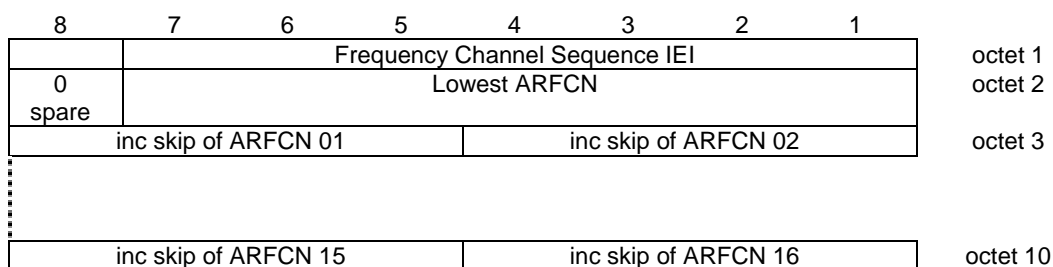 8 7 6 5 4 3 2 1
Frequency Channel Sequence IEI octet 1
0 Lowest ARFCN octet 2
spare
inc skip of ARFCN 01 inc skip of ARFCN 02 octet 3
inc skip of ARFCN 15 inc skip of ARFCN 16 octet 10